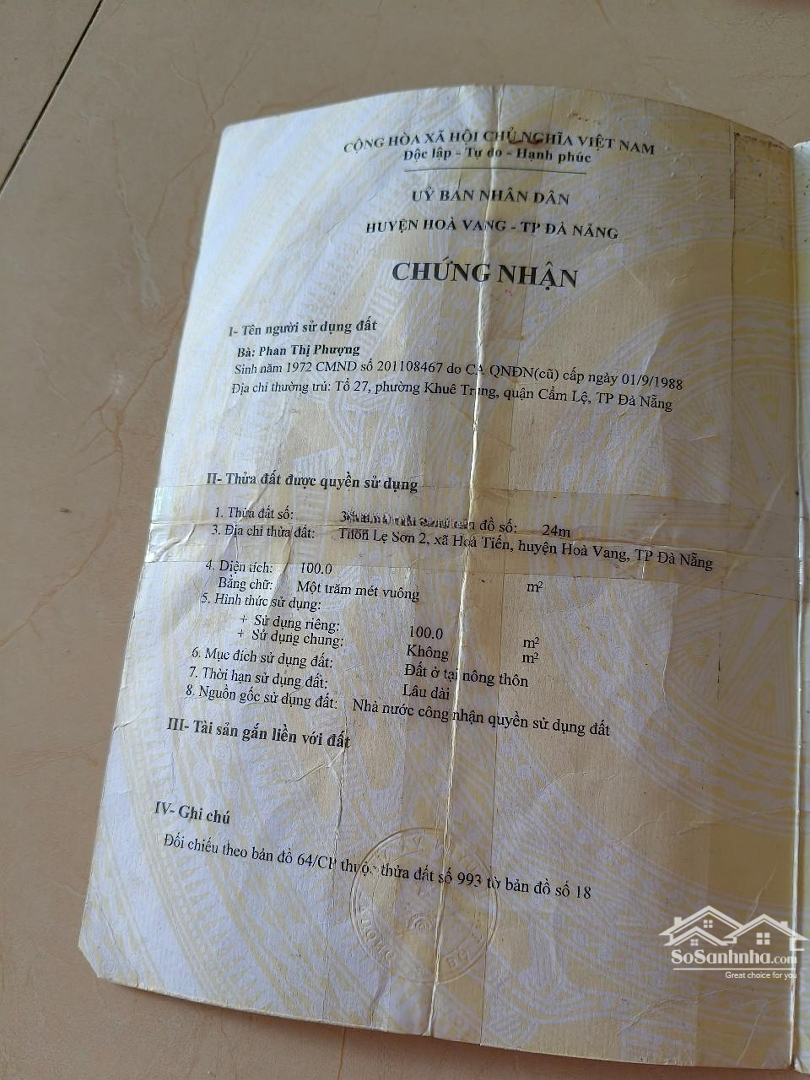 CỘNG HÒA XÃ HỘI CHỦ NGHĨA VIỆT NAM
Độc lập - Tự do - Hạnh phúc
UỶ BAN NHÂN DÂN
HUYỆN HOÀ VANG - TP ĐÀ NẴNG
CHỨNG NHẬN
I- Tên người sử dụng đất
Bà: Phan Thị Phượng
Sinh năm 1972 CMND số 201108467 do CA QNĐN(cũ) cấp ngày 01/9/1988
Địa chỉ thường trú: Tổ 27, phường Khuê Trung, quận Cẩm Lệ, TP Đà Nẵng
II- Thửa đất được quyền sử dụng
1. Thửa đất số: đồ số: 24m
3. Địa chỉ thửa đất: Thôn Lệ Sơn 2, xã Hoà Tiến, huyện Hoà Vang, TP Đà Nẵng
4. Diện tích: 100.0 m²
Bằng chữ: Một trăm mét vuông
5. Hình thức sử dụng:
+ Sử dụng riêng: 100.0 m²
+ Sử dụng chung: Không m²
6. Mục đích sử dụng đất: Đất ở tại nông thôn
7. Thời hạn sử dụng đất: Lâu dài
8. Nguồn gốc sử dụng đất: Nhà nước công nhận quyền sử dụng đất
III- Tài sản gắn liền với đất
IV- Ghi chú
Đối chiếu theo bản đồ 64/CP thuộc thửa đất số 993 tờ bản đồ số 18
SoSanhnha.com
Great choice for you